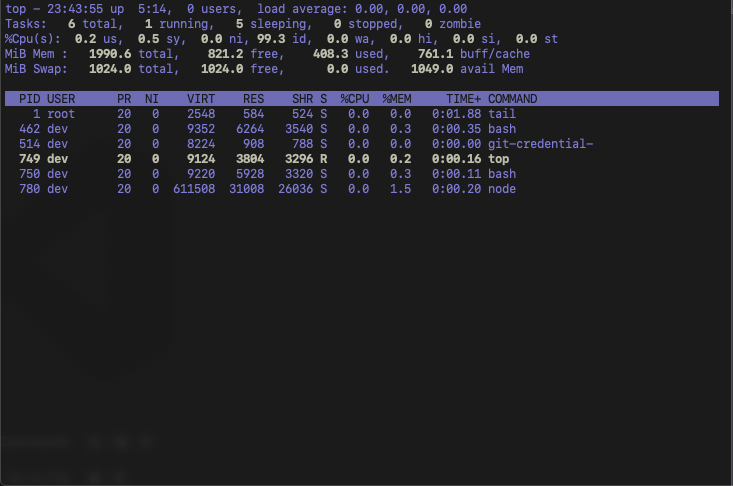 top - 23:43:55 up  5:14,  0 users,  load average: 0.00, 0.00, 0.00
Tasks:   6 total,   1 running,   5 sleeping,   0 stopped,   0 zombie
%Cpu(s):  0.2 us,  0.5 sy,  0.0 ni, 99.3 id,  0.0 wa,  0.0 hi,  0.0 si,  0.0 st
MiB Mem :   1990.6 total,    821.2 free,    408.3 used,    761.1 buff/cache
MiB Swap:   1024.0 total,   1024.0 free,      0.0 used.   1049.0 avail Mem
  PID USER      PR  NI    VIRT    RES    SHR S  %CPU  %MEM     TIME+ COMMAND
    1 root      20   0    2548    584    524 S   0.0   0.0   0:01.88 tail
  462 dev       20   0    9352   6264   3540 S   0.0   0.3   0:00.35 bash
  514 dev       20   0    8224    908    788 S   0.0   0.0   0:00.00 git-credential-
  749 dev       20   0    9124   3804   3296 R   0.0   0.2   0:00.16 top
  750 dev       20   0    9220   5928   3320 S   0.0   0.3   0:00.11 bash
  780 dev       20   0  611508  31008  26036 S   0.0   1.5   0:00.20 node